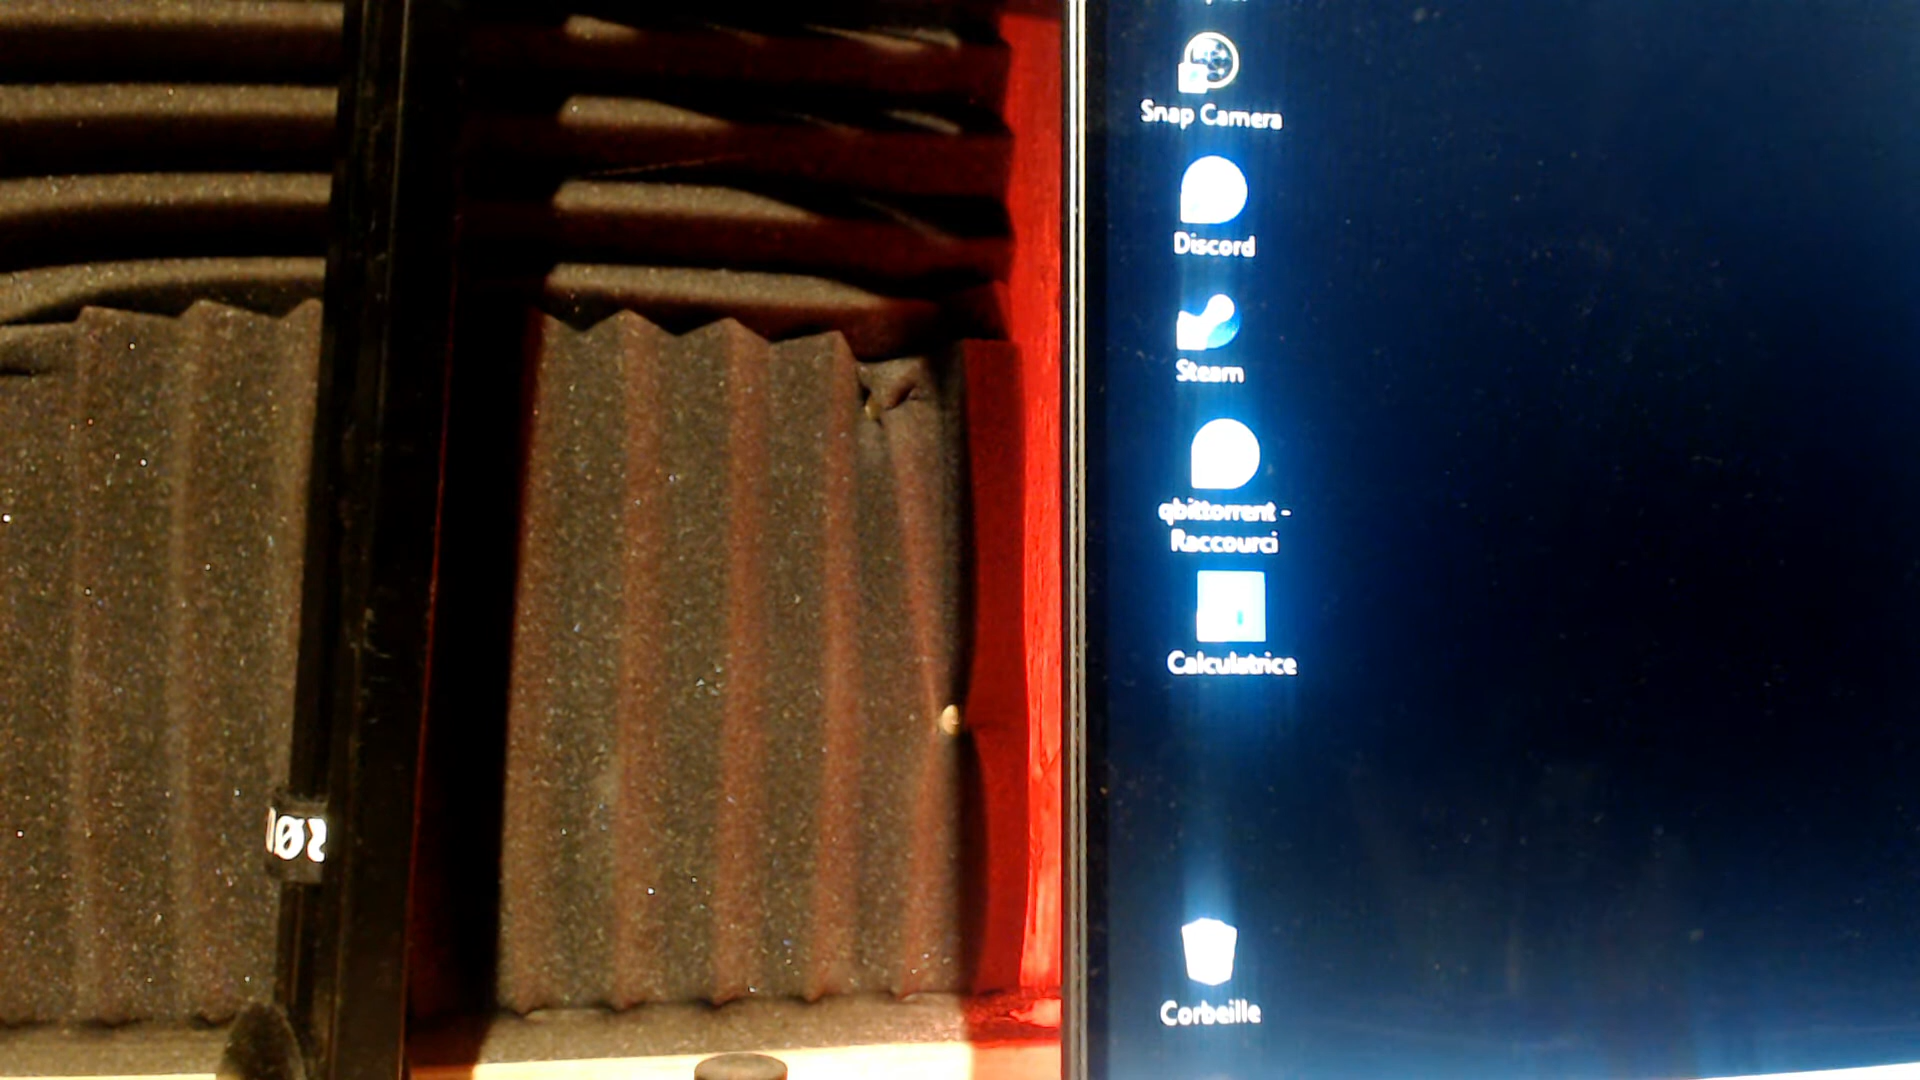 Snap Camera
Discord
Steam
qbittorrent -
Raccourci
Calculatrice
Corbeille